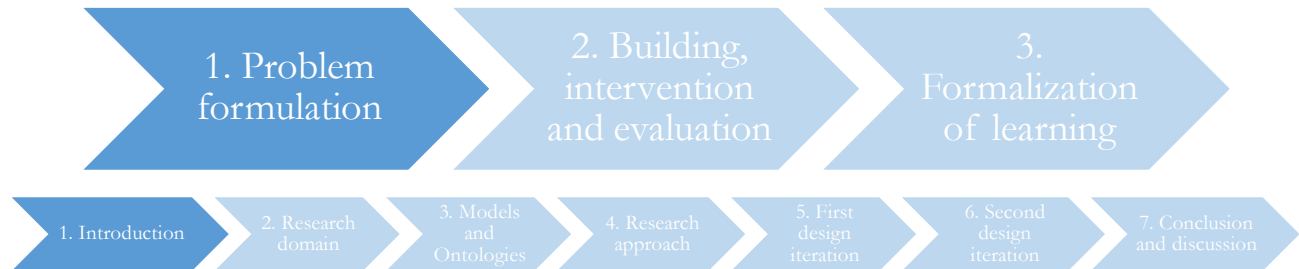 1. Problem
formulation
2. Building,
intervention
and evaluation
3.
Formalization
of learning
1. Introduction
2. Research
domain
3. Models
and
Ontologies
4. Research
approach
5. First
design
iteration
6. Second
design
iteration
7. Conclusion
and discussion